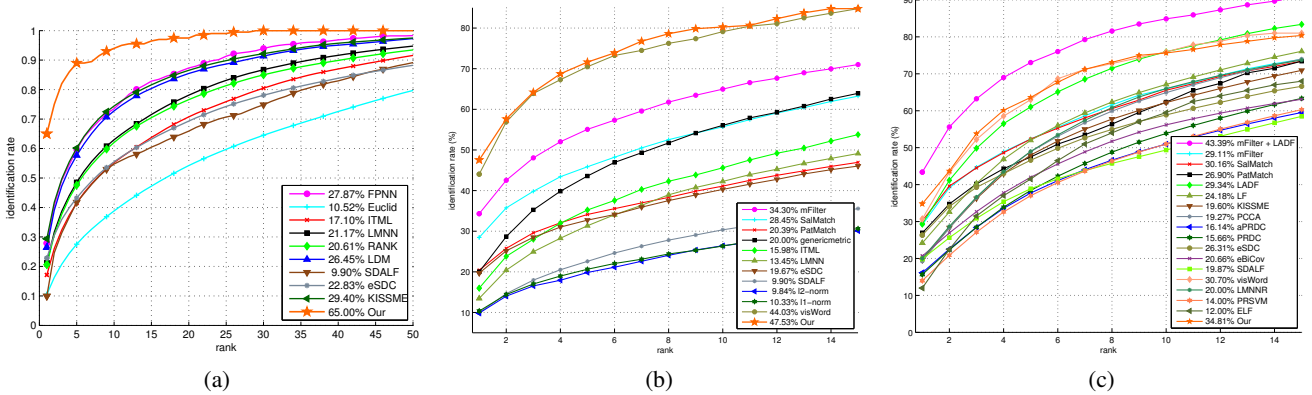 1
0.9
0.8
0.7
0.6
0.5
0.4
0.3
0.2
0.1
0
0 5 10 15 20 25 30 35 40 45 50
identification rate
rank
27.87% FPNN
10.52% Euclid
17.10% ITML
21.17% LMNN
20.61% RANK
26.45% LDM
9.90% SDALF
22.83% eSDC
29.40% KISSME
65.00% Our
(a)
80
70
60
50
40
30
20
10
2 4 6 8 10 12 14
identification rate (%)
rank
34.30% mFilter
28.45% SalMatch
20.39% PatMatch
20.00% genericmetric
15.98% ITML
13.45% LMNN
19.67% eSDC
9.90% SDALF
9.84% l2-norm
10.33% l1-norm
44.03% visWord
47.53% Our
(b)
90
80
70
60
50
40
30
20
10
0
2 4 6 8 10 12 14
identification rate (%)
rank
43.39% mFilter + LADF
29.11% mFilter
30.16% SalMatch
26.90% PatMatch
29.34% LADF
24.18% LF
19.60% KISSME
19.27% PCCA
16.14% aPRDC
15.66% PRDC
26.31% eSDC
20.66% eBiCov
19.87% SDALF
30.70% visWord
20.00% LMNNR
14.00% PRSVM
12.00% ELF
34.81% Our
(c)